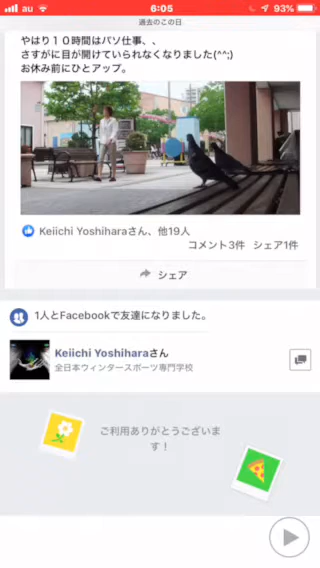 au
6:05
93%
過去のこの日
やはり１０時間はパソ仕事、、
さすがに目が開けていられなくなりました(^^;)
お休み前にひとアップ。
Keiichi Yoshiharaさん、他19人
コメント3件 シェア1件
シェア
1人とFacebookで友達になりました。
Keiichi Yoshiharaさん
全日本ウィンタースポーツ専門学校
ご利用ありがとうございま
す！